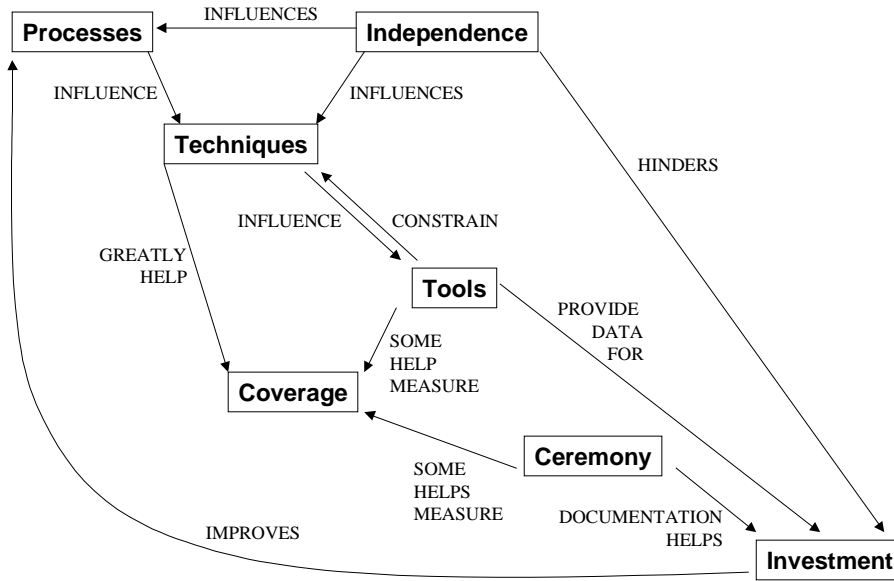 INFLUENCES
Processes
Independence
INFLUENCE
INFLUENCES
Techniques
HINDERS
INFLUENCE
CONSTRAIN
GREATLY
HELP
Tools
PROVIDE
DATA
FOR
SOME
HELP
MEASURE
Coverage
Ceremony
SOME
HELPS
MEASURE
DOCUMENTATION
HELPS
IMPROVES
Investment